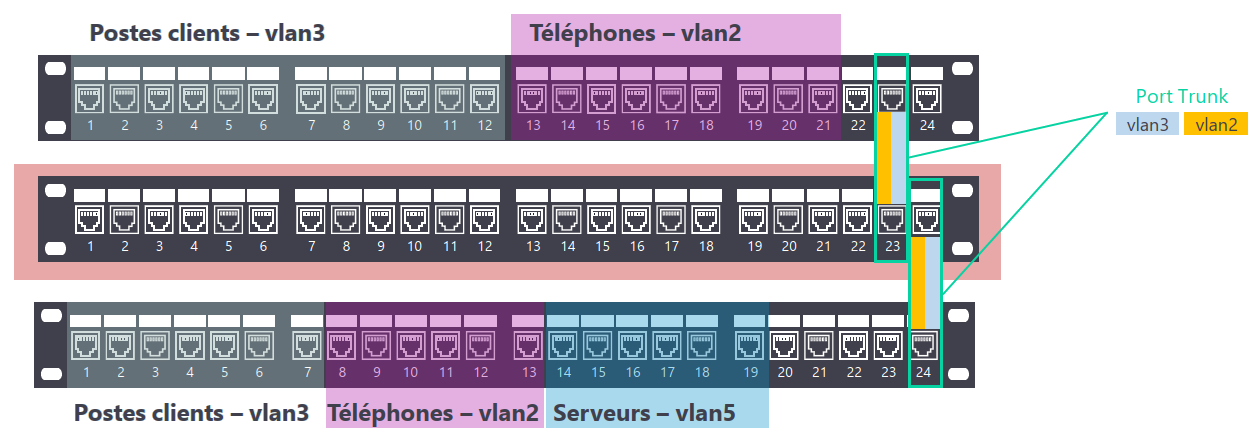 Postes clients – vlan3
Téléphones – vlan2
1 2 3 4 5 6 7 8 9 10 11 12 13 14 15 16 17 18 19 20 21 22 24
Port Trunk
vlan3 vlan2
1 2 3 4 5 6 7 8 9 10 11 12 13 14 15 16 17 18 19 20 21 22 23
1 2 3 4 5 6 7 8 9 10 11 12 13 14 15 16 17 18 19 20 21 22 23 24
Postes clients – vlan3
Téléphones – vlan2
Serveurs – vlan5